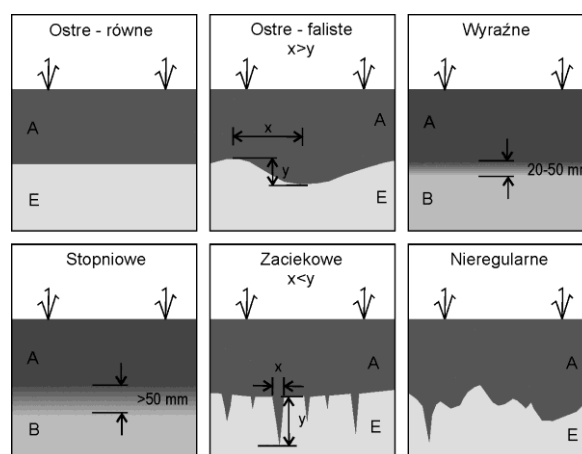 Ostre - równe
A
E
Ostre - faliste
x>y
A
x
y
E
Wyraźne
A
20-50 mm
B
Stopniowe
A
>50 mm
B
Zaciekowe
x<y
A
x
y
E
Nieregularne
A
E